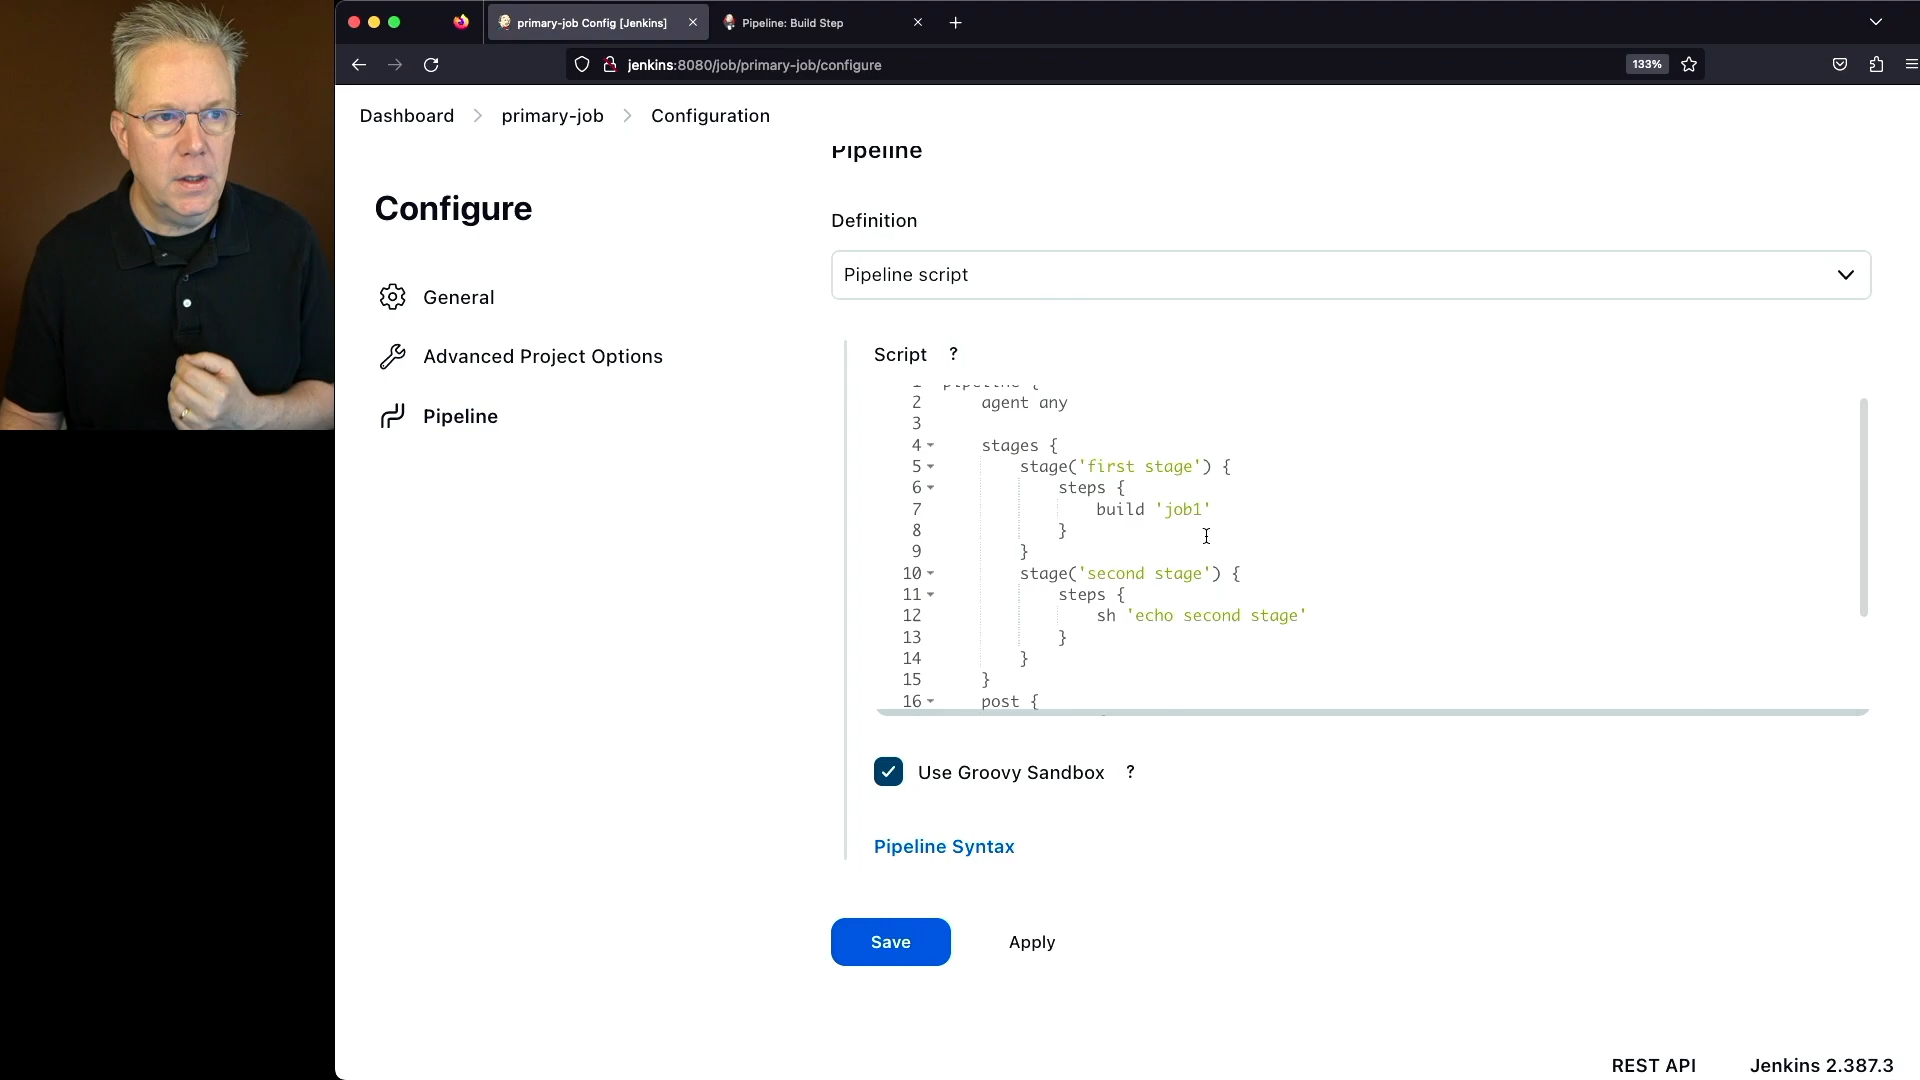 primary-job Config [Jenkins]
Pipeline: Build Step
jenkins:8080/job/primary-job/configure
133%
Dashboard
primary-job
Configuration
Pipeline
Configure
General
Advanced Project Options
Pipeline
Definition
Pipeline script
Script ?
1 pipeline {
2 agent any
3
4 stages {
5 stage('first stage') {
6 steps {
7 build 'job1'
8 }
9 }
10 stage('second stage') {
11 steps {
12 sh 'echo second stage'
13 }
14 }
15 }
16 post {
Use Groovy Sandbox ?
Pipeline Syntax
Save
Apply
REST API
Jenkins 2.387.3